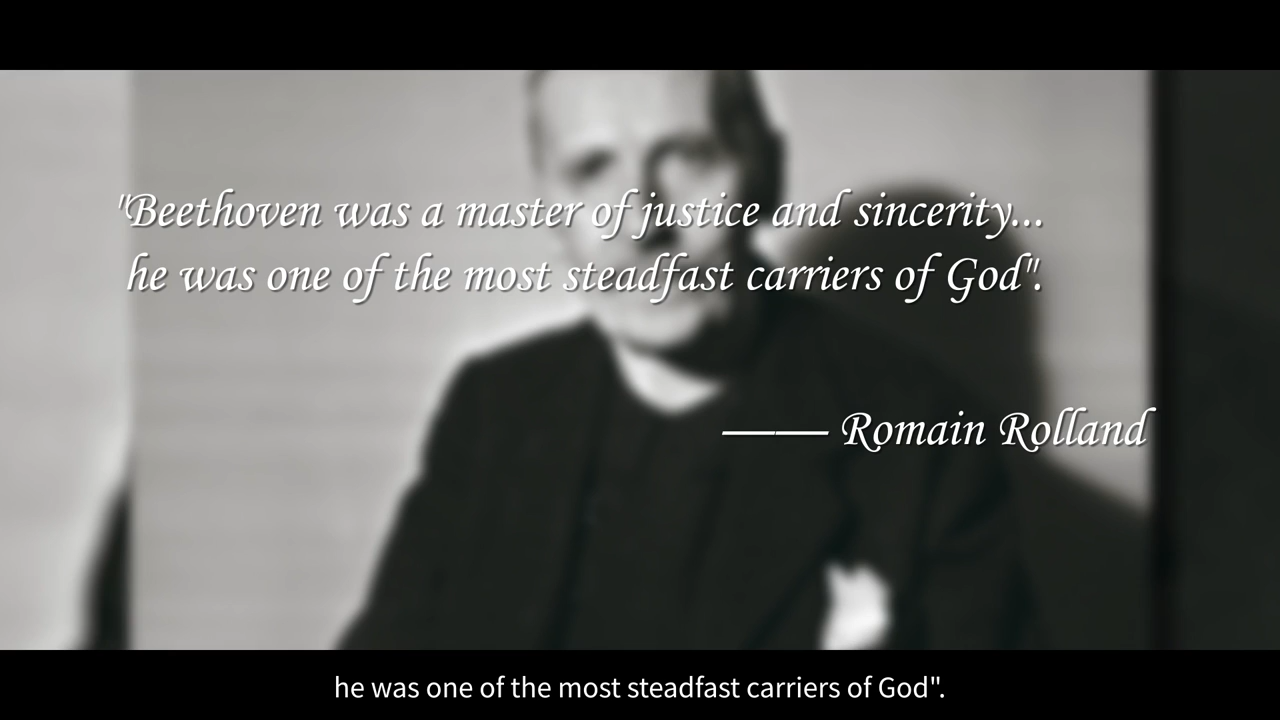 "Beethoven was a master of justice and sincerity...
he was one of the most steadfast carriers of God".
—— Romain Rolland
he was one of the most steadfast carriers of God".